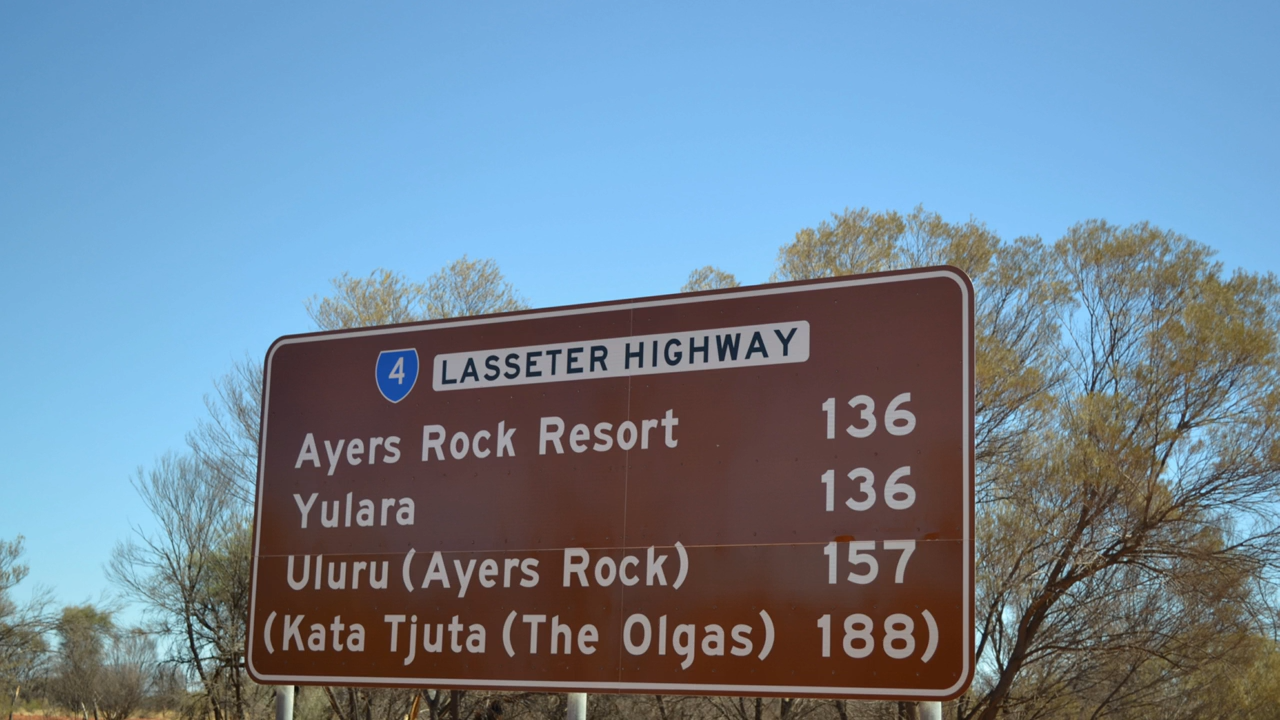 4 LASSETER HIGHWAY
Ayers Rock Resort 136
Yulara 136
Uluru (Ayers Rock) 157
(Kata Tjuta (The Olgas) 188)